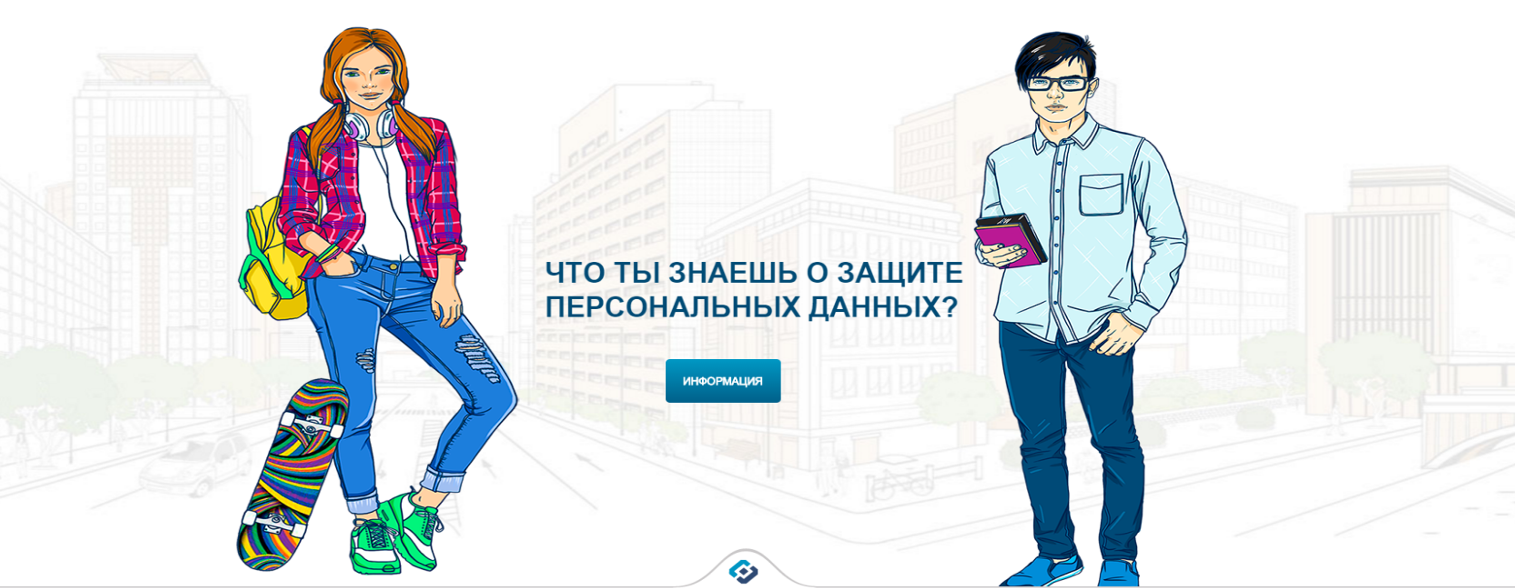 ЧТО ТЫ ЗНАЕШЬ О ЗАЩИТЕ
ПЕРСОНАЛЬНЫХ ДАННЫХ?
ИНФОРМАЦИЯ